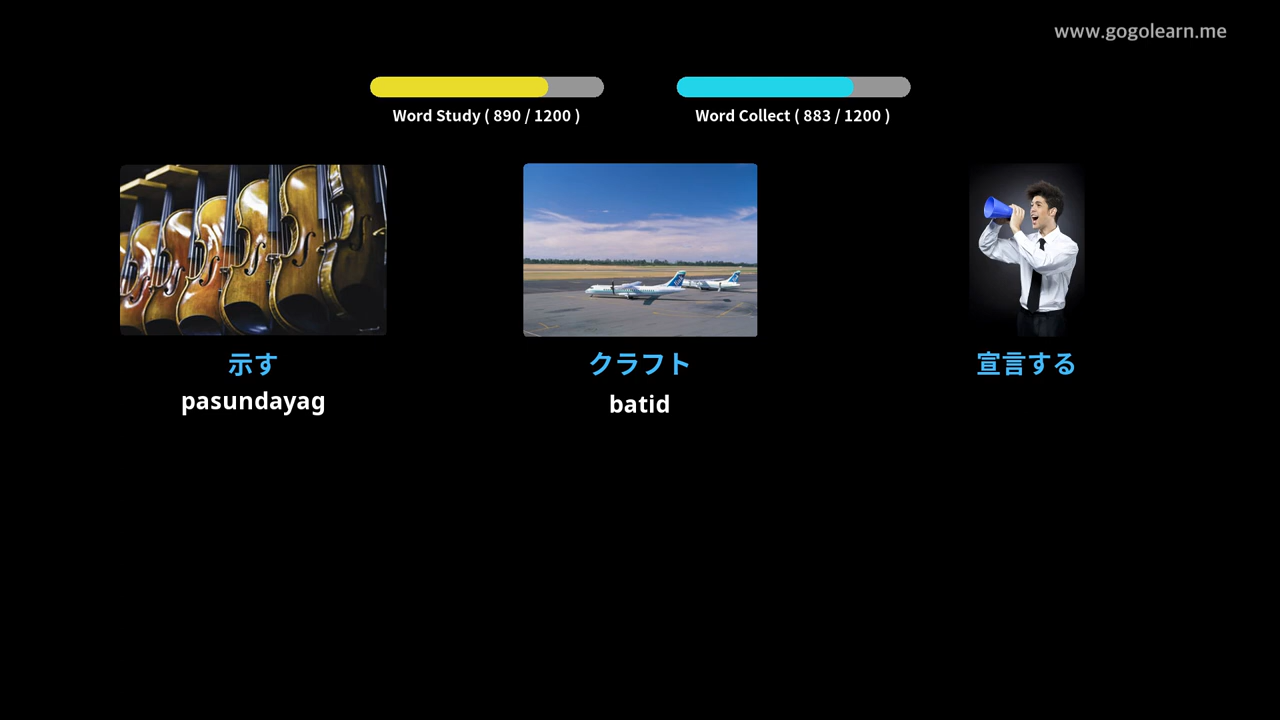 www.gogolearn.me
Word Study ( 890 / 1200 )
Word Collect ( 883 / 1200 )
示す
クラフト
宣言する
pasundayag
batid